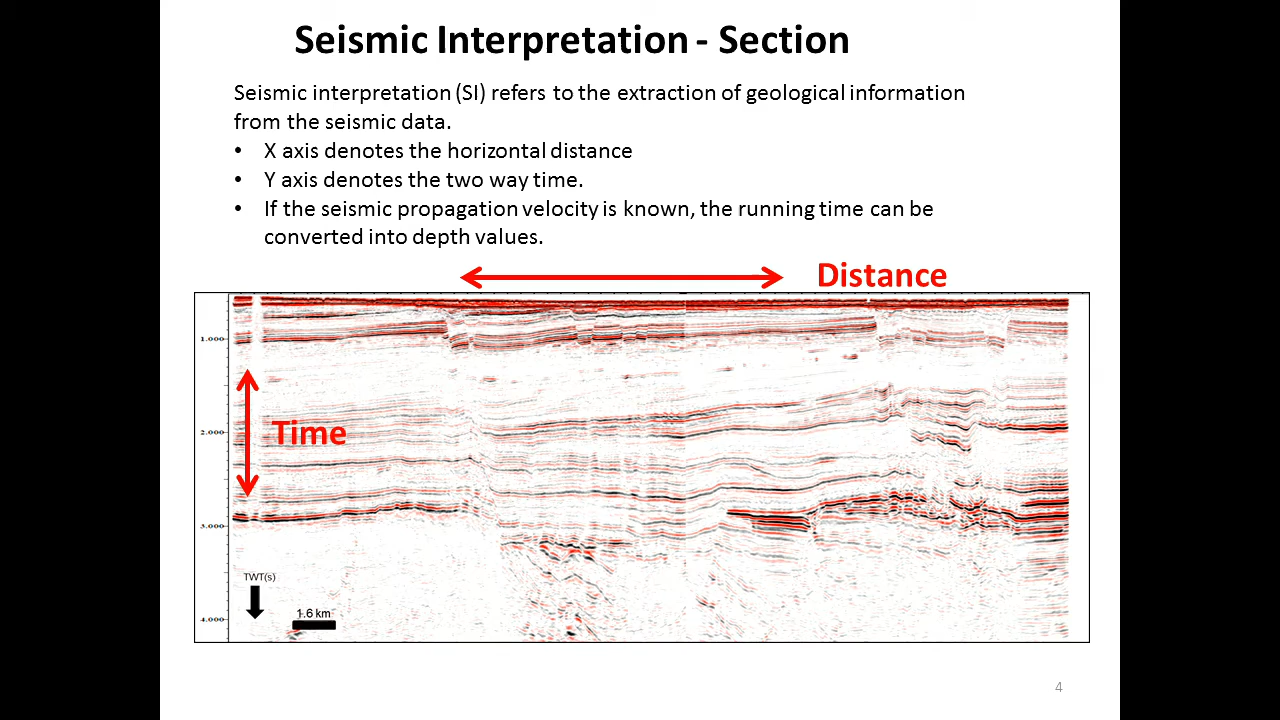 Seismic Interpretation - Section
Seismic interpretation (SI) refers to the extraction of geological information
from the seismic data.
• X axis denotes the horizontal distance
• Y axis denotes the two way time.
• If the seismic propagation velocity is known, the running time can be
converted into depth values.
Distance
1.000
2.000
Time
3.000
TWT(s)
1.6 km
4.000
4